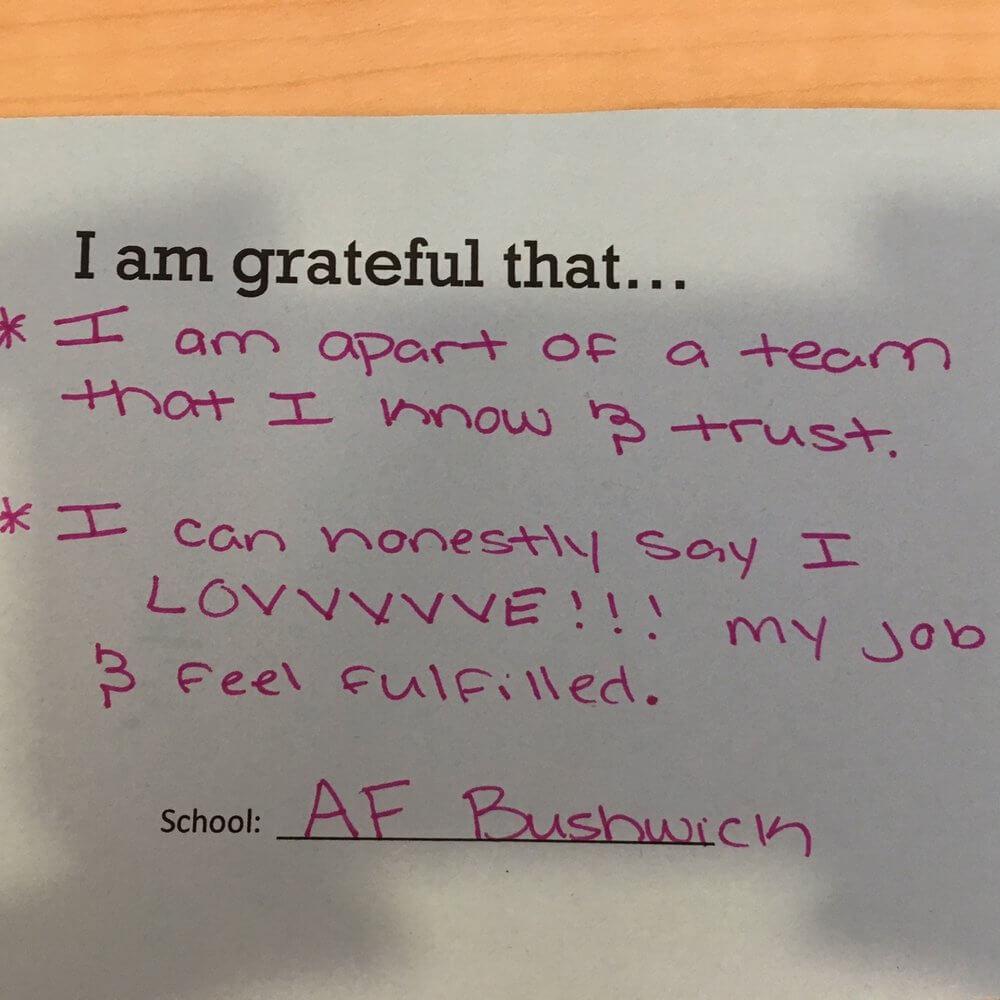 I am grateful that...
* I am apart of a team
that I know & trust.
* I can honestly say I
LOVVVVVVE!!! my job
& feel fulfilled.
School: AF Bushwick